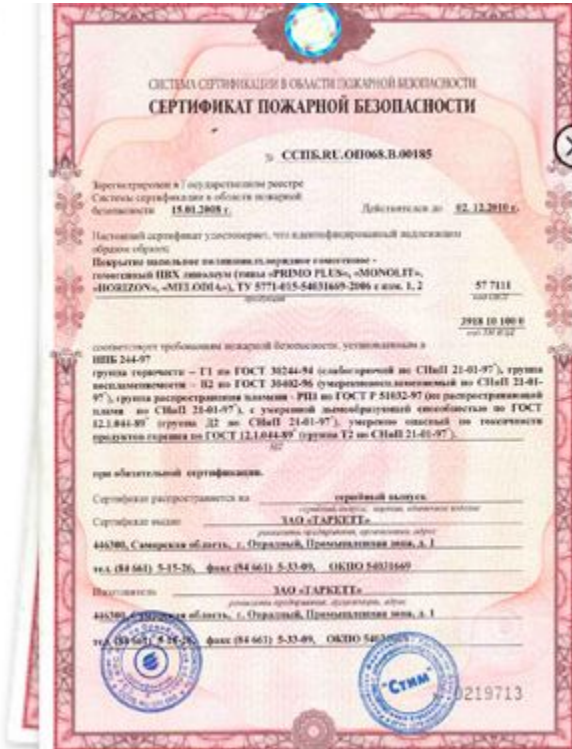 СИСТЕМА СЕРТИФИКАЦИИ В ОБЛАСТИ ПОЖАРНОЙ БЕЗОПАСНОСТИ
СЕРТИФИКАТ ПОЖАРНОЙ БЕЗОПАСНОСТИ
№ ССПБ.RU.ОП068.В.00185
Зарегистрирован в Государственном реестре
Системы сертификации в области пожарной
безопасности 15.01.2008 г. Действителен до 02.12.2010 г.
Настоящий сертификат удостоверяет, что идентифицированный надлежащим
образом образец
Покрытие напольное поливинилхлоридное гомогенное -
гомогенный ПВХ линолеум (типы «PRIMO PLUS», «MONOLIT»,
«HORIZON», «MELODIA»), ТУ 5771-015-54031669-2006 с изм. 1, 2 57 7111
продукция
3918 10 100 0
соответствует требованиям пожарной безопасности, установленным в
НПБ 244-97
группа горючести – Г1 по ГОСТ 30244-94 (слабогорючий по СНиП 21-01-97*), группа
воспламеняемости - В2 по ГОСТ 30402-96 (умеренновоспламеняемый по СНиП 21-01-
97*), группа распространения пламени - РП1 по ГОСТ Р 51032-97 (не распространяющий
пламя по СНиП 21-01-97*), с умеренной дымообразующей способностью по ГОСТ
12.1.044-89* (группа Д2 по СНиП 21-01-97*), умеренно опасный по токсичности
продуктов горения по ГОСТ 12.1.044-89* (группа Т2 по СНиП 21-01-97*).
при обязательной сертификации.
Сертификат распространяется на серийный выпуск.
Сертификат выдан ЗАО «ТАРКЕТТ»
446300, Самарская область, г. Отрадный, Промышленная зона, д. 1
тел. (84 661) 5-15-26, факс (84 661) 5-33-09, ОКПО 54031669
Изготовитель ЗАО «ТАРКЕТТ»
446300, Самарская область, г. Отрадный, Промышленная зона, д. 1
тел. (84 661) 5-15-26, факс (84 661) 5-33-09, ОКПО
"Стим"
0219713